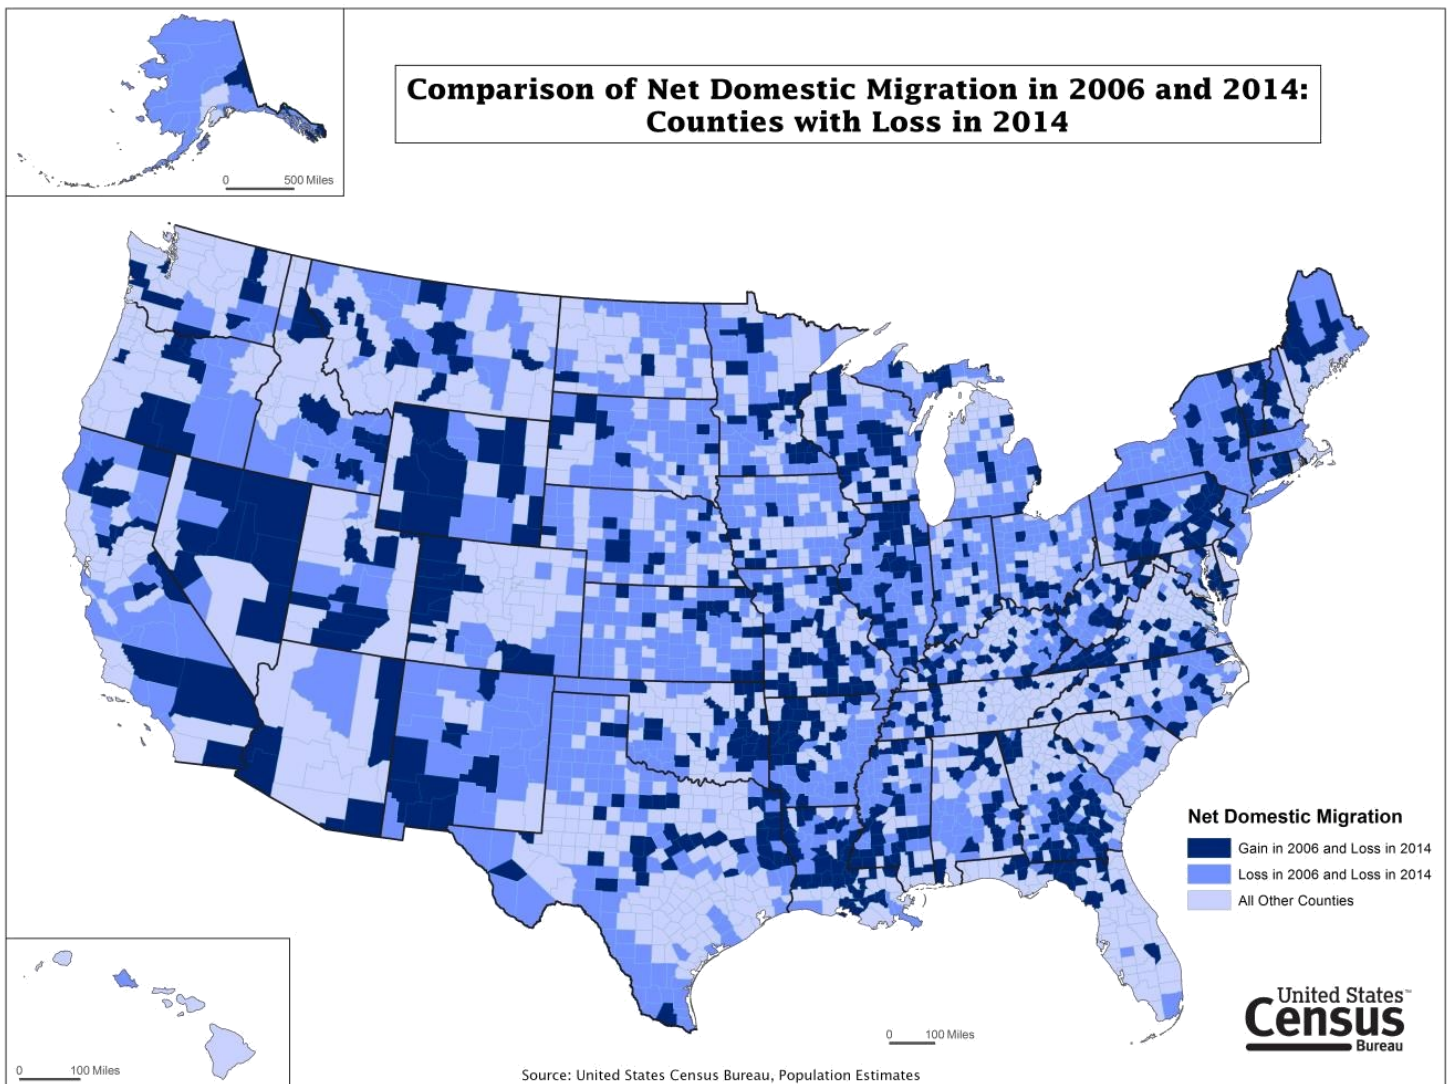 Comparison of Net Domestic Migration in 2006 and 2014:
Counties with Loss in 2014
0 500 Miles
Net Domestic Migration
Gain in 2006 and Loss in 2014
Loss in 2006 and Loss in 2014
All Other Counties
United States™
Census
Bureau
0 100 Miles
0 100 Miles
Source: United States Census Bureau, Population Estimates